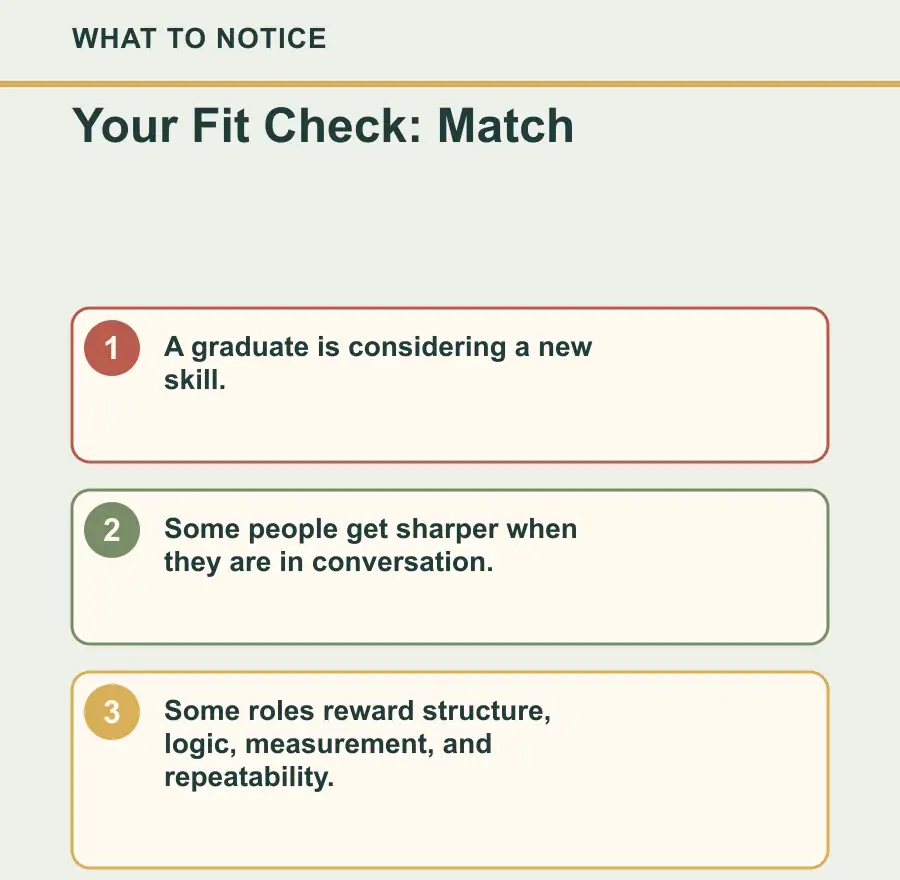 WHAT TO NOTICE
Your Fit Check: Match
1
A graduate is considering a new
skill.
2
Some people get sharper when
they are in conversation.
3
Some roles reward structure,
logic, measurement, and
repeatability.